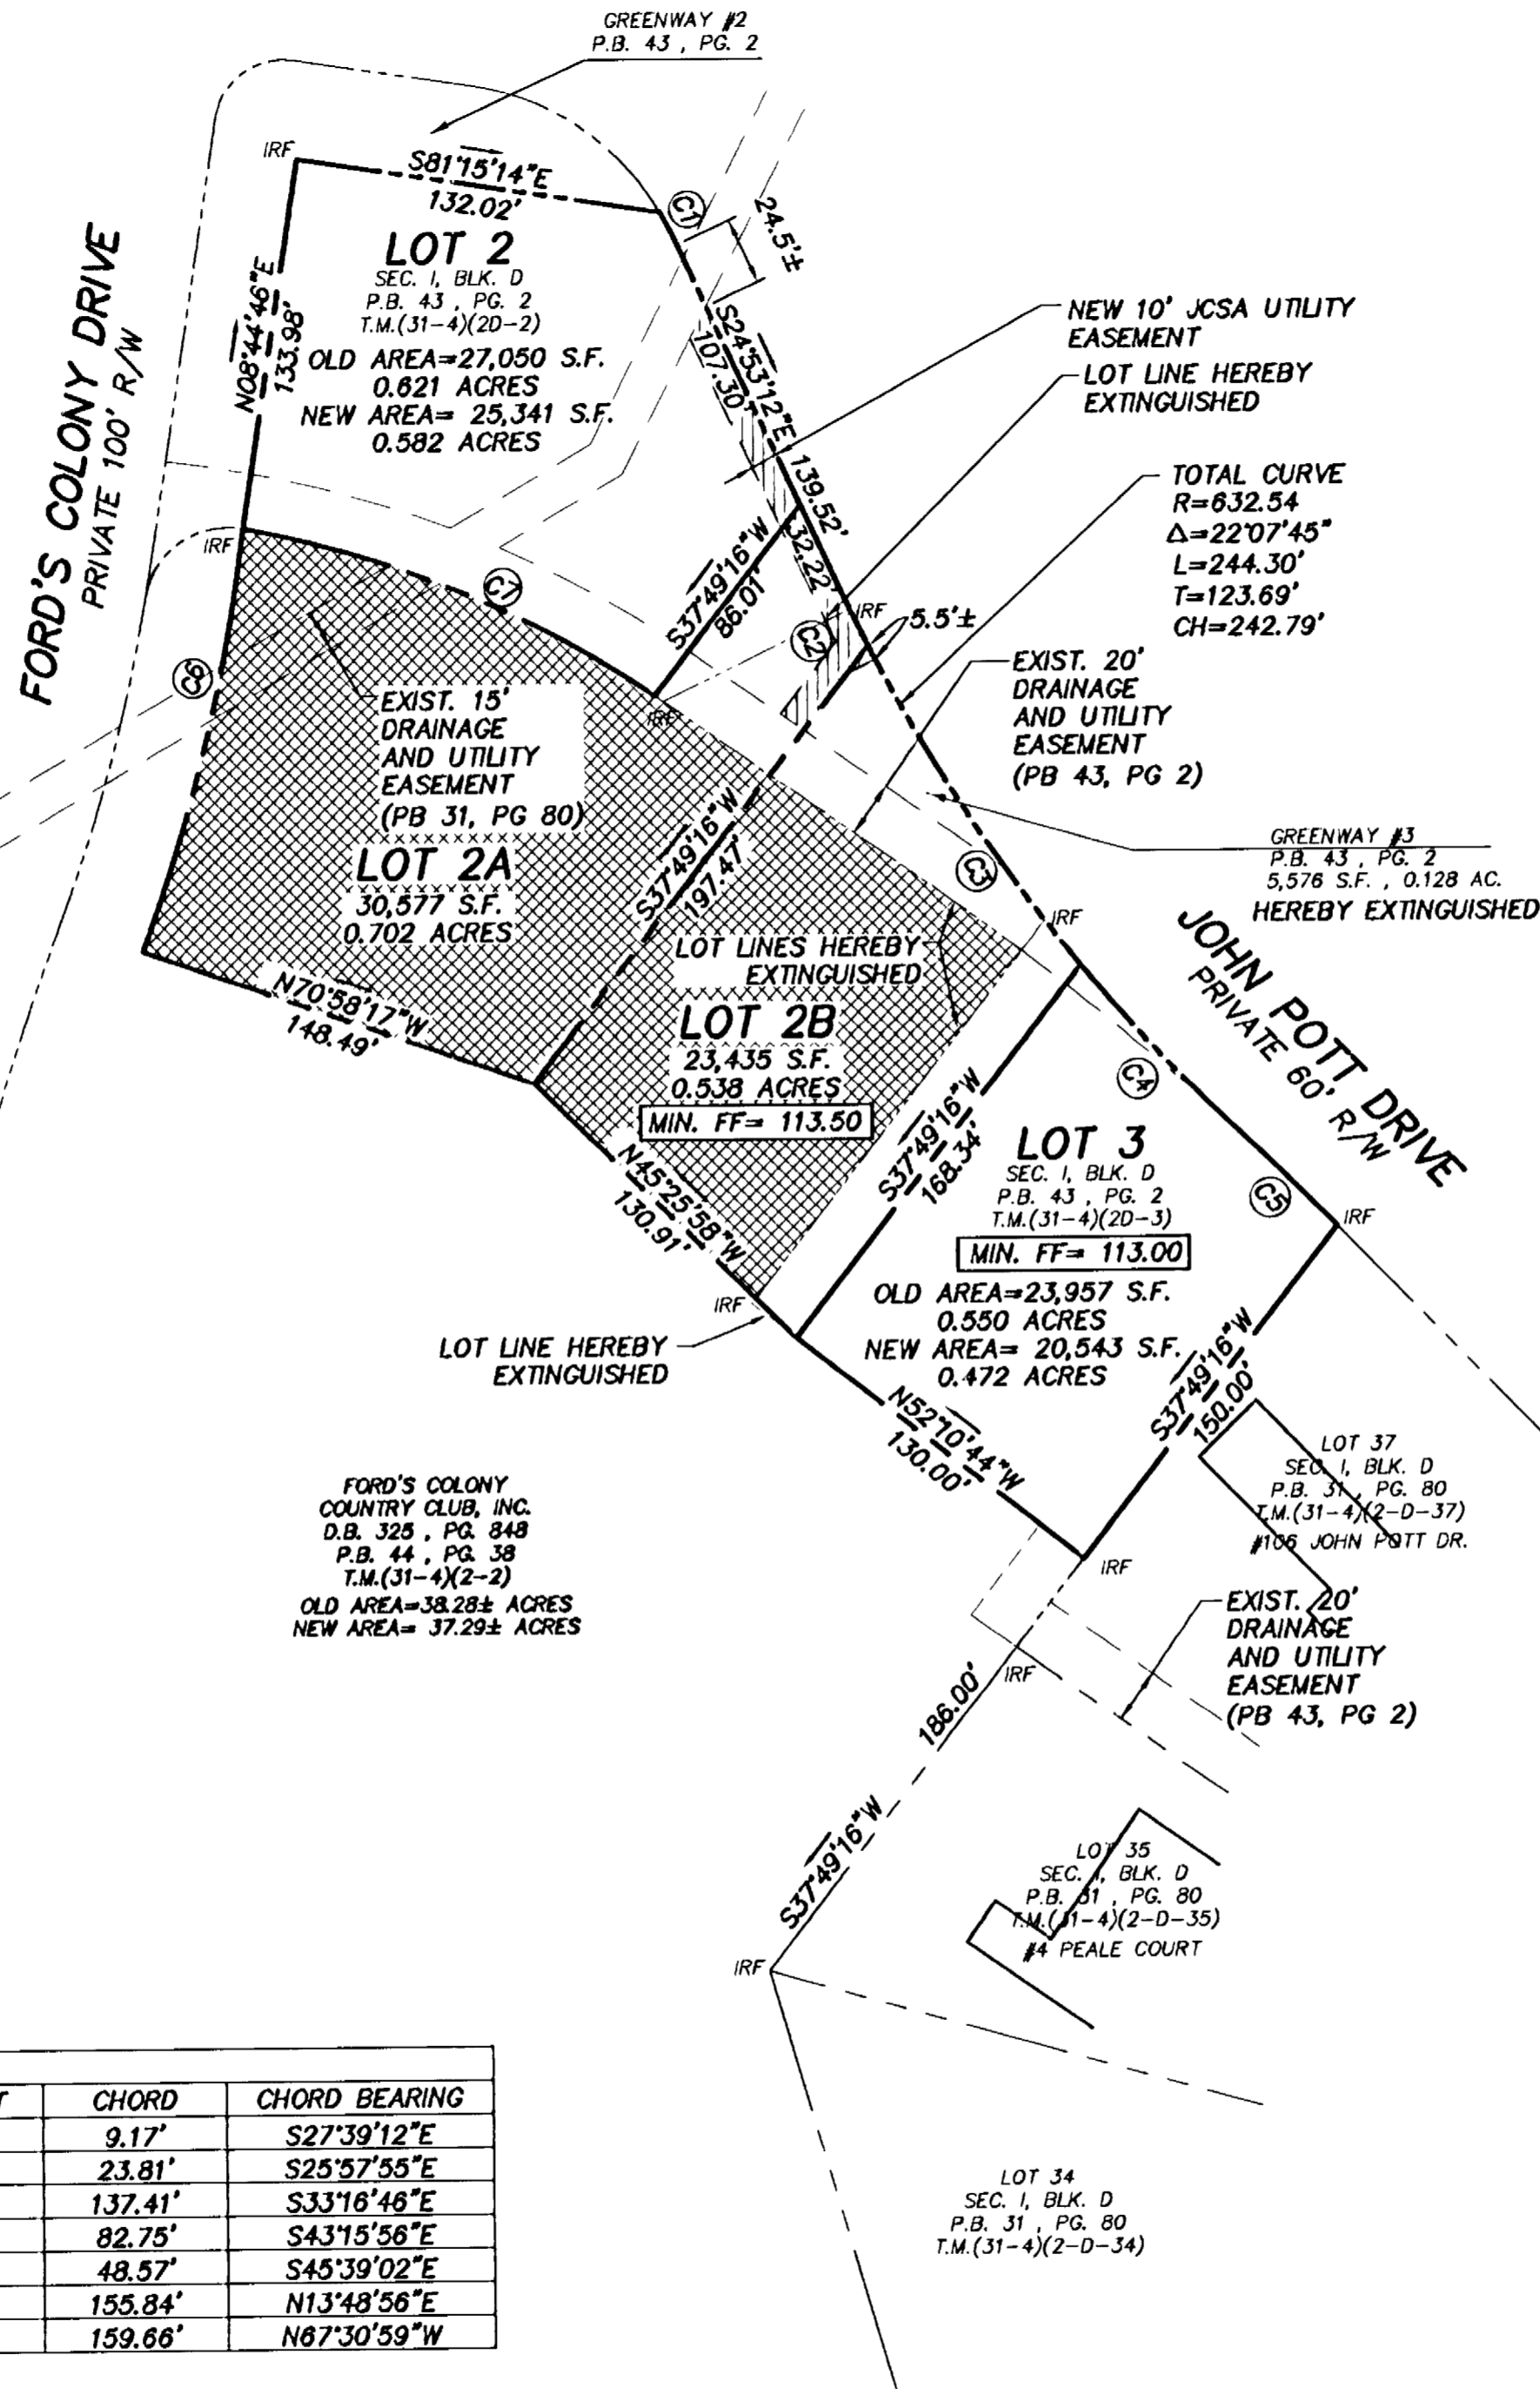 GREENWAY #2
P.B. 43 , PG. 2
IRF
S81°15'14"E
132.02'
C1
24.5'±
LOT 2
SEC. I, BLK. D
P.B. 43 , PG. 2
T.M.(31-4)(2D-2)
OLD AREA=27,050 S.F.
0.621 ACRES
NEW AREA= 25,341 S.F.
0.582 ACRES
FORD'S COLONY DRIVE
PRIVATE 100' R/W
N08°44'46"E
133.98'
S24°53'12"E
107.30'
139.52'
32.22'
NEW 10' JCSA UTILITY
EASEMENT
LOT LINE HEREBY
EXTINGUISHED
TOTAL CURVE
R=632.54
Δ=22°07'45"
L=244.30'
T=123.69'
CH=242.79'
IRF
C7
S37°49'16"W
86.01'
IRF
C2
5.5'±
EXIST. 20'
DRAINAGE
AND UTILITY
EASEMENT
(PB 43, PG 2)
C6
EXIST. 15'
DRAINAGE
AND UTILITY
EASEMENT
(PB 31, PG 80)
IRF
LOT 2A
30,577 S.F.
0.702 ACRES
S37°49'16"W
197.47'
C3
GREENWAY #3
P.B. 43 , PG. 2
5,576 S.F. , 0.128 AC.
HEREBY EXTINGUISHED
IRF
LOT LINES HEREBY
EXTINGUISHED
JOHN POTT DRIVE
PRIVATE 60' R/W
N70°58'17"W
148.49'
LOT 2B
23,435 S.F.
0.538 ACRES
MIN. FF= 113.50
C4
S37°49'16"W
168.34'
LOT 3
SEC. I, BLK. D
P.B. 43 , PG. 2
T.M.(31-4)(2D-3)
MIN. FF= 113.00
OLD AREA=23,957 S.F.
0.550 ACRES
NEW AREA= 20,543 S.F.
0.472 ACRES
C5
IRF
N45°25'58"W
130.91'
IRF
LOT LINE HEREBY
EXTINGUISHED
S37°49'16"W
150.00'
N52°10'44"W
130.00'
LOT 37
SEC. I, BLK. D
P.B. 31 , PG. 80
T.M.(31-4)(2-D-37)
#106 JOHN POTT DR.
FORD'S COLONY
COUNTRY CLUB, INC.
D.B. 325 , PG. 848
P.B. 44 , PG. 38
T.M.(31-4)(2-2)
OLD AREA=38.28± ACRES
NEW AREA= 37.29± ACRES
IRF
EXIST. 20'
DRAINAGE
AND UTILITY
EASEMENT
(PB 43, PG 2)
IRF
186.00'
S37°49'16"W
LOT 35
SEC. I, BLK. D
P.B. 31 , PG. 80
T.M.(31-4)(2-D-35)
#4 PEALE COURT
IRF
T CHORD CHORD BEARING
9.17' S27°39'12"E
23.81' S25°57'55"E
137.41' S33°16'46"E
82.75' S43°15'56"E
48.57' S45°39'02"E
155.84' N13°48'56"E
159.66' N67°30'59"W
LOT 34
SEC. I, BLK. D
P.B. 31 , PG. 80
T.M.(31-4)(2-D-34)